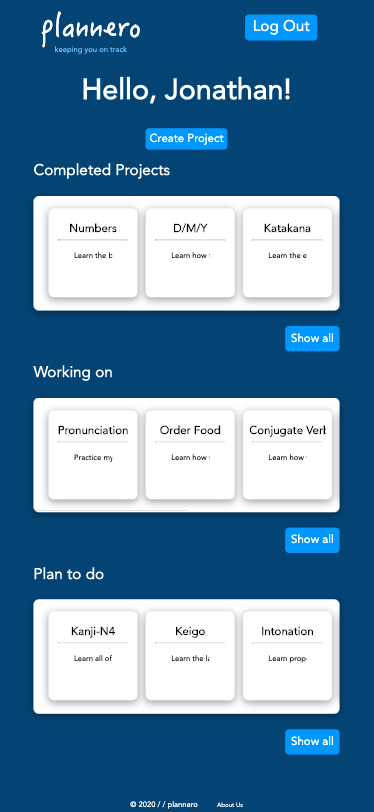 plannero
keeping you on track
Log Out
Hello, Jonathan!
Create Project
Completed Projects
Numbers D/M/Y Katakana
Learn the b Learn how Learn the e
Show all
Working on
Pronunciation Order Food Conjugate Verb
Practice my Learn how Learn how
Show all
Plan to do
Kanji-N4 Keigo Intonation
Learn all of Learn the la Learn prop
Show all
© 2020 / / plannero About Us